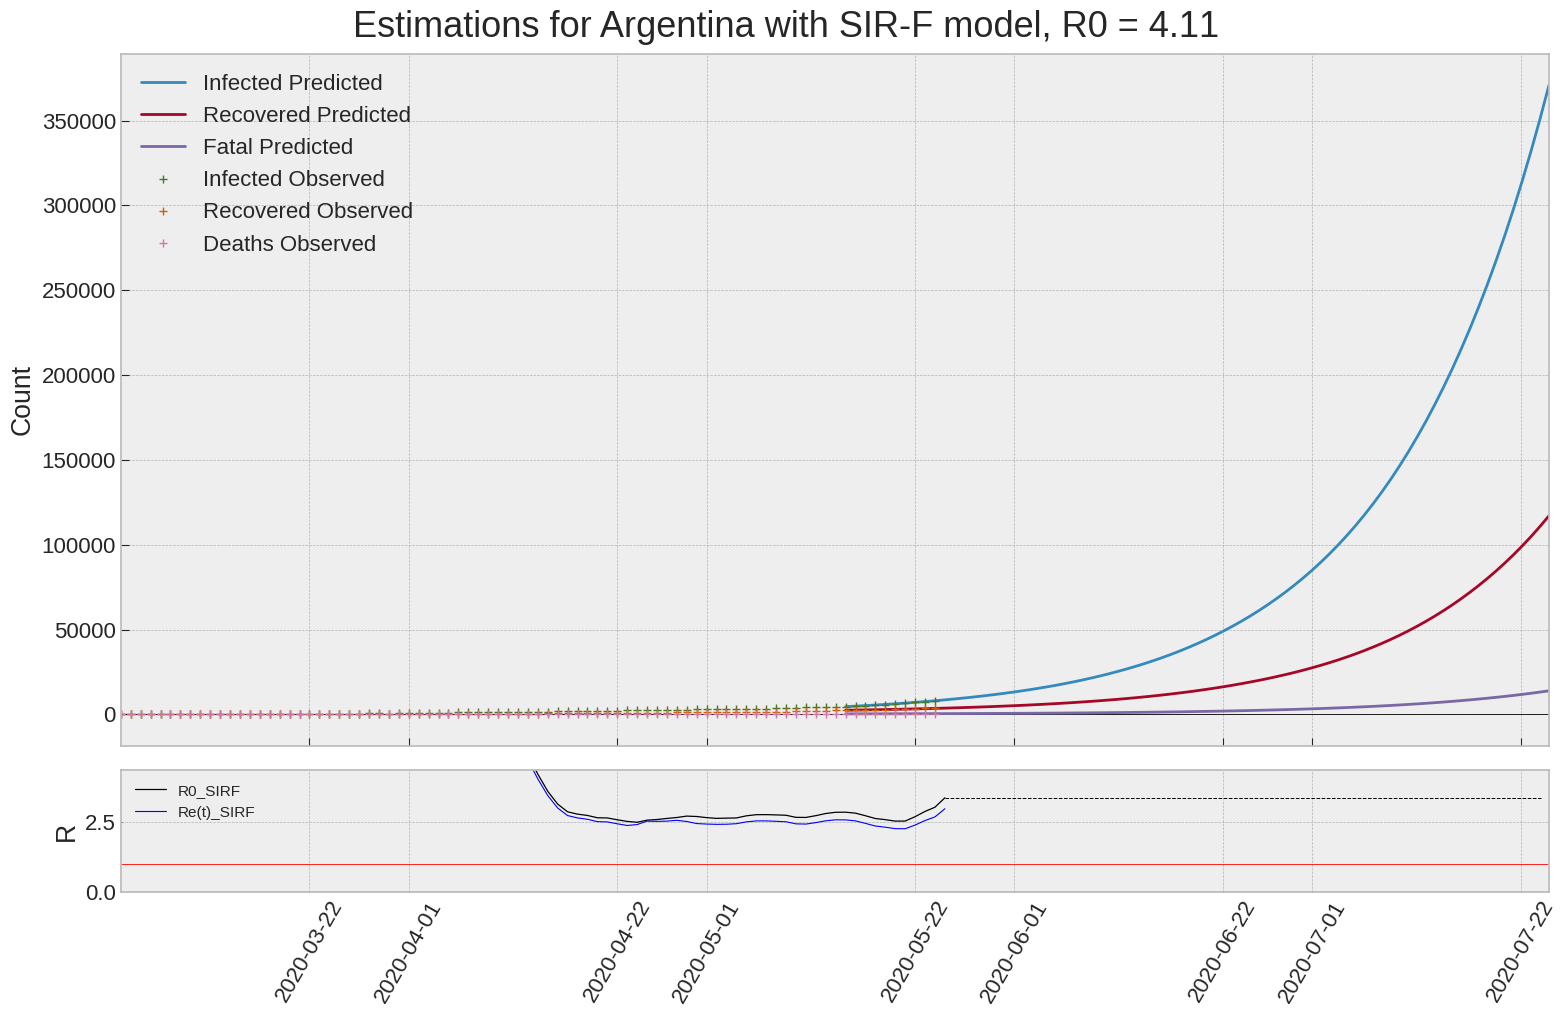 Estimations for Argentina with SIR-F model, R0 = 4.11
Infected Predicted
Recovered Predicted
Fatal Predicted
Infected Observed
Recovered Observed
Deaths Observed
Count
350000
300000
250000
200000
150000
100000
50000
0
R0_SIRF
Re(t)_SIRF
R
2.5
0.0
2020-03-22
2020-04-01
2020-04-22
2020-05-01
2020-05-22
2020-06-01
2020-06-22
2020-07-01
2020-07-22